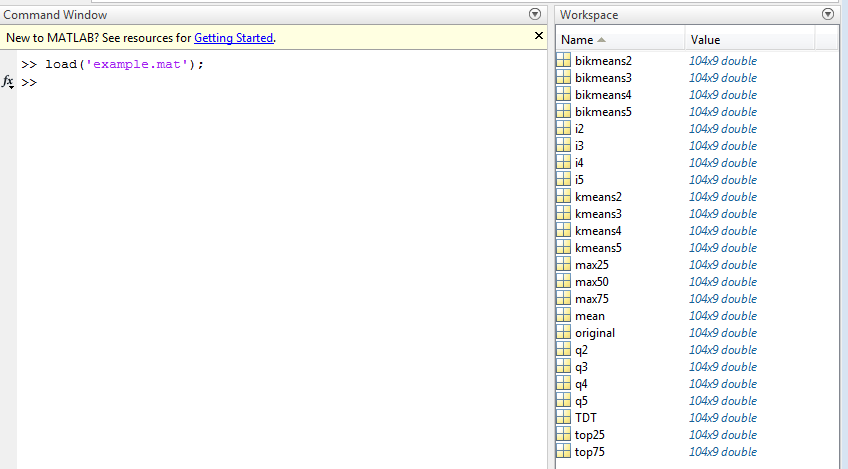 Command Window
New to MATLAB? See resources for Getting Started.
>> load('example.mat');
fx >>
Workspace
Name Value
bikmeans2 104x9 double
bikmeans3 104x9 double
bikmeans4 104x9 double
bikmeans5 104x9 double
i2 104x9 double
i3 104x9 double
i4 104x9 double
i5 104x9 double
kmeans2 104x9 double
kmeans3 104x9 double
kmeans4 104x9 double
kmeans5 104x9 double
max25 104x9 double
max50 104x9 double
max75 104x9 double
mean 104x9 double
original 104x9 double
q2 104x9 double
q3 104x9 double
q4 104x9 double
q5 104x9 double
TDT 104x9 double
top25 104x9 double
top75 104x9 double